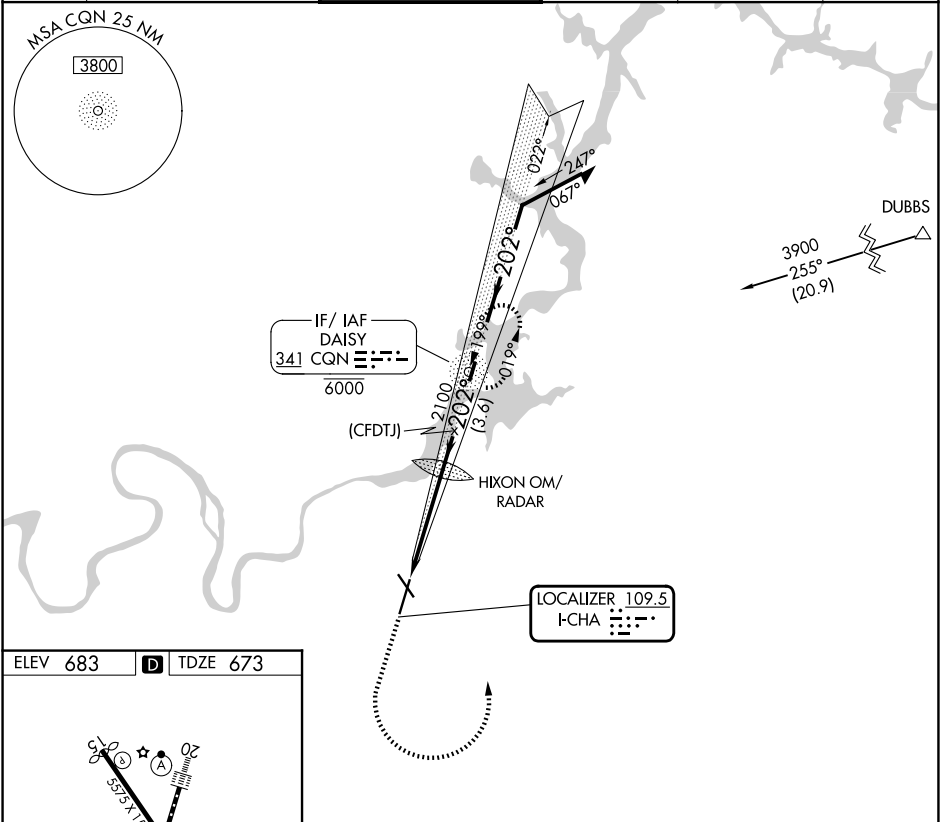 MSA CQN 25 NM
3800
022°
247°
067°
DUBBS
3900
255°
(20.9)
202°
IF/ IAF
DAISY
341 CQN
6000
199°
019°
2100
202°
(3.6)
(CFDTJ)
HIXON OM/
RADAR
LOCALIZER 109.5
I-CHA
ELEV 683
D
TDZE 673
15
A
20